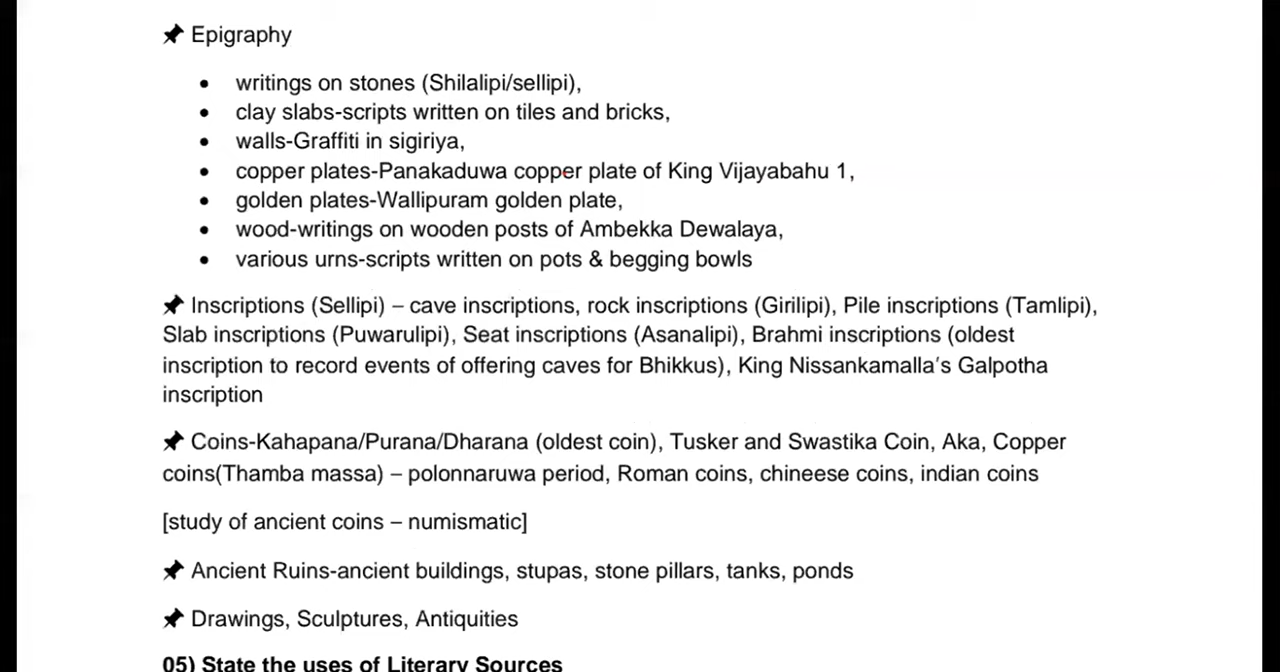 Epigraphy
writings on stones (Shilalipi/sellipi),
clay slabs-scripts written on tiles and bricks,
walls-Graffiti in sigiriya,
copper plates-Panakaduwa copper plate of King Vijayabahu 1,
golden plates-Wallipuram golden plate,
wood-writings on wooden posts of Ambekka Dewalaya,
various urns-scripts written on pots & begging bowls
Inscriptions (Sellipi) – cave inscriptions, rock inscriptions (Girilipi), Pile inscriptions (Tamlipi),
Slab inscriptions (Puwarulipi), Seat inscriptions (Asanalipi), Brahmi inscriptions (oldest
inscription to record events of offering caves for Bhikkus), King Nissankamalla's Galpotha
inscription
Coins-Kahapana/Purana/Dharana (oldest coin), Tusker and Swastika Coin, Aka, Copper
coins(Thamba massa) – polonnaruwa period, Roman coins, chineese coins, indian coins
[study of ancient coins – numismatic]
Ancient Ruins-ancient buildings, stupas, stone pillars, tanks, ponds
Drawings, Sculptures, Antiquities
05) State the uses of Literary Sources